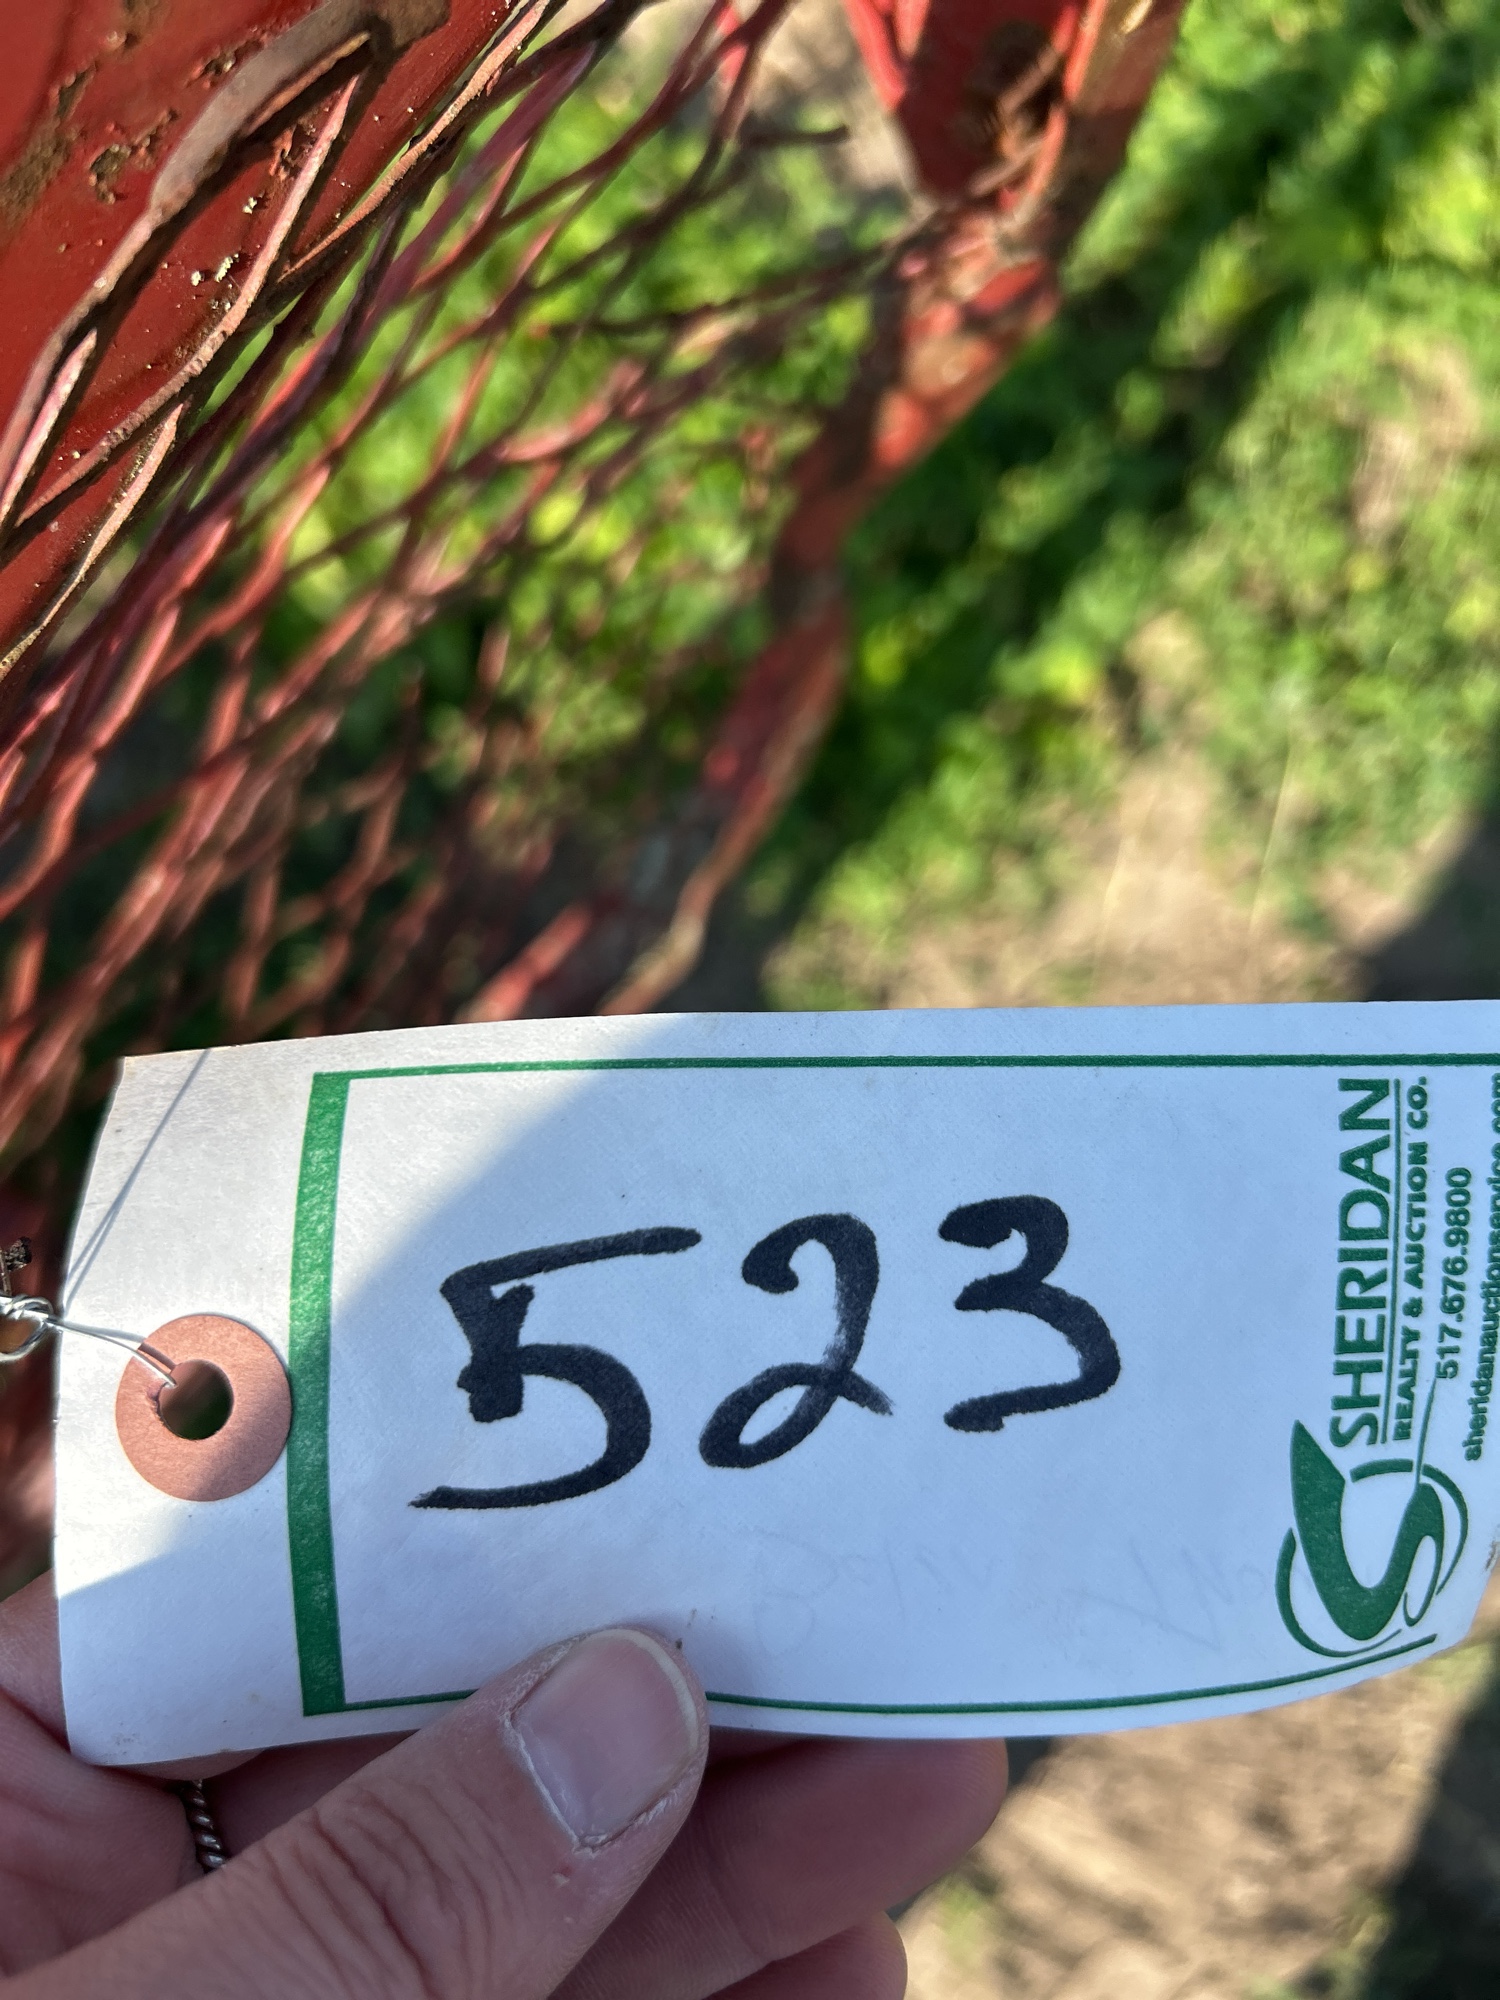 523
SHERIDAN
REALTY & AUCTION CO.
517.676.9800
sheridanauctionservice.com